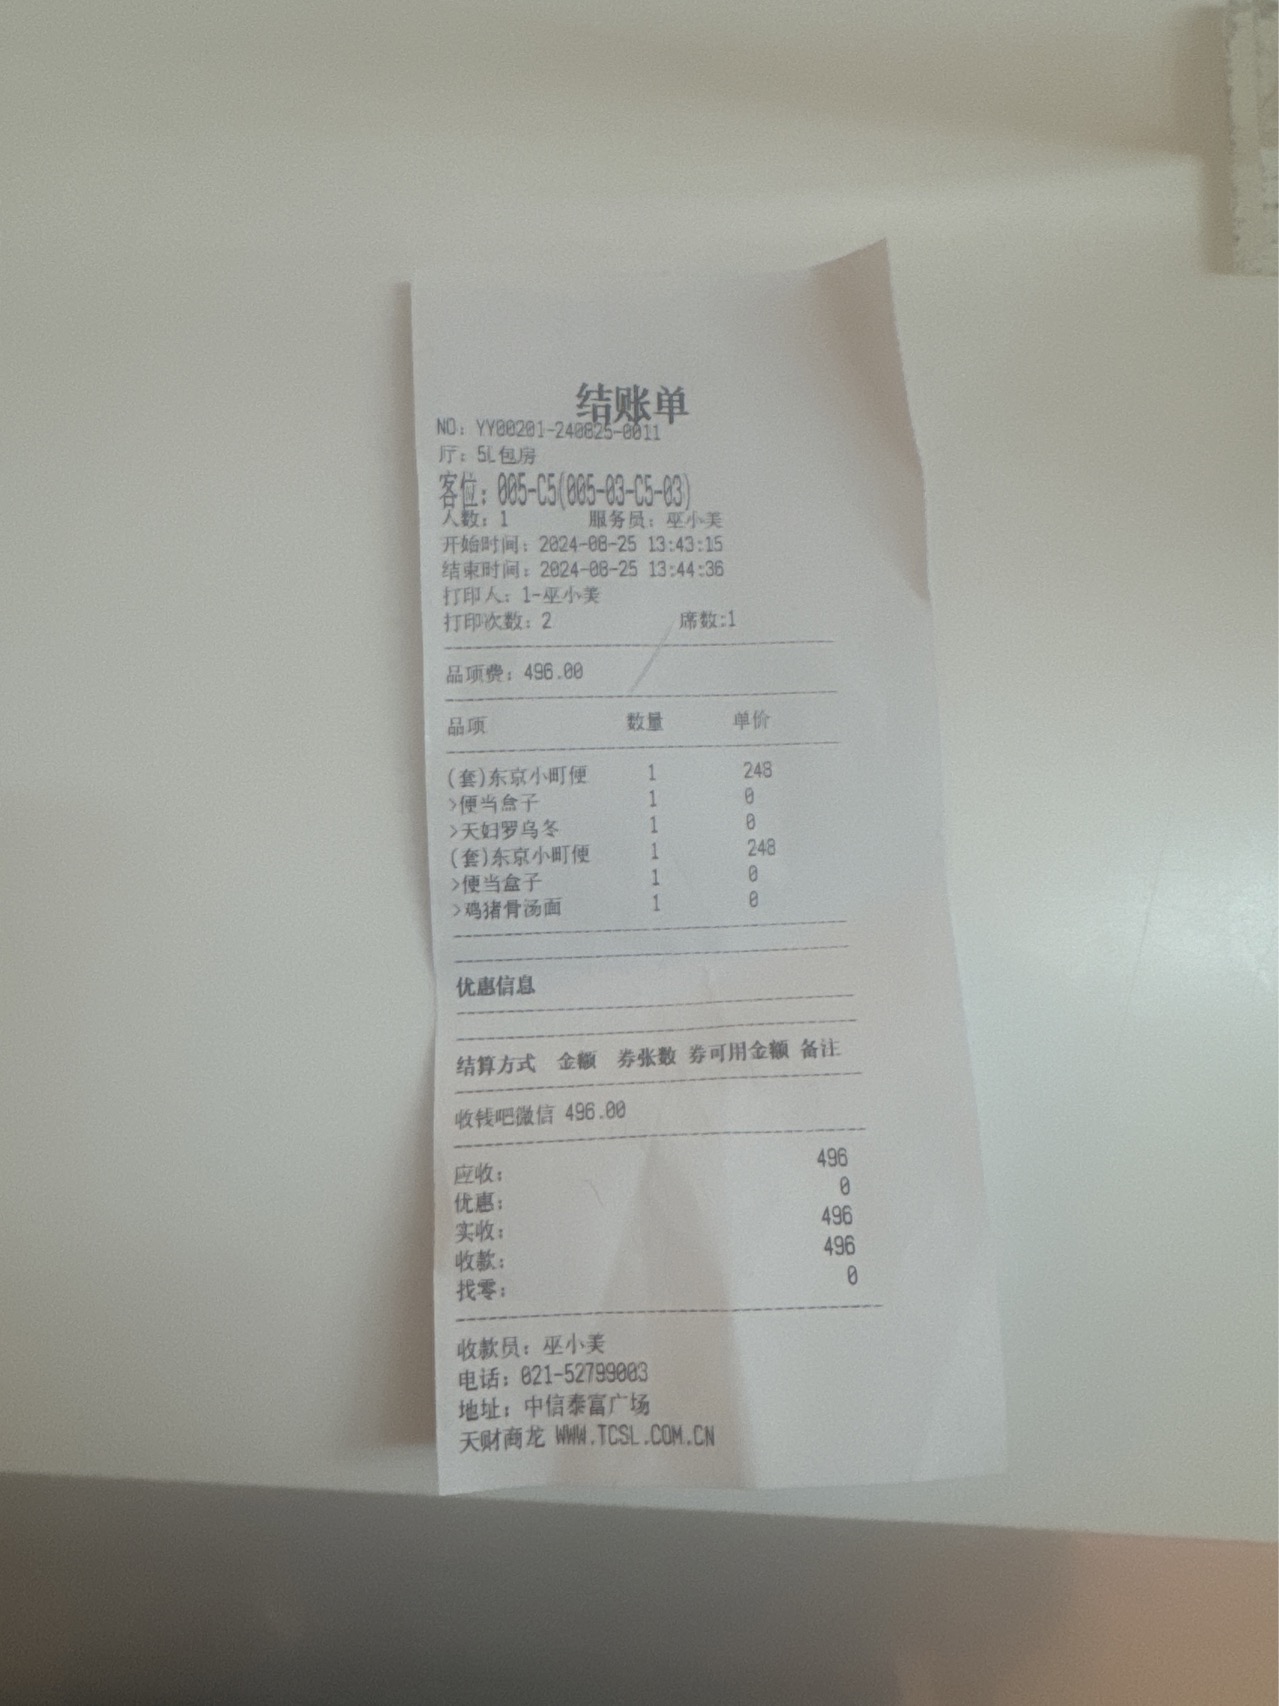 结账单
NO: YY00201-240825-0011
厅: 5L包房
客位: 005-C5(005-03-C5-03)
人数: 1 服务员: 巫小美
开始时间: 2024-08-25 13:43:15
结束时间: 2024-08-25 13:44:36
打印人: 1-巫小美
打印次数: 2 席数:1
品项费: 496.00
品项 数量 单价
(套)东京小町便 1 248
>便当盒子 1 0
>天妇罗乌冬 1 0
(套)东京小町便 1 248
>便当盒子 1 0
>鸡猪骨汤面 1 0
优惠信息
结算方式 金额 券张数 券可用金额 备注
收钱吧微信 496.00
应收: 496
优惠: 0
实收: 496
收款: 496
找零: 0
收款员: 巫小美
电话: 021-52799003
地址: 中信泰富广场
天财商龙 WWW.TCSL.COM.CN